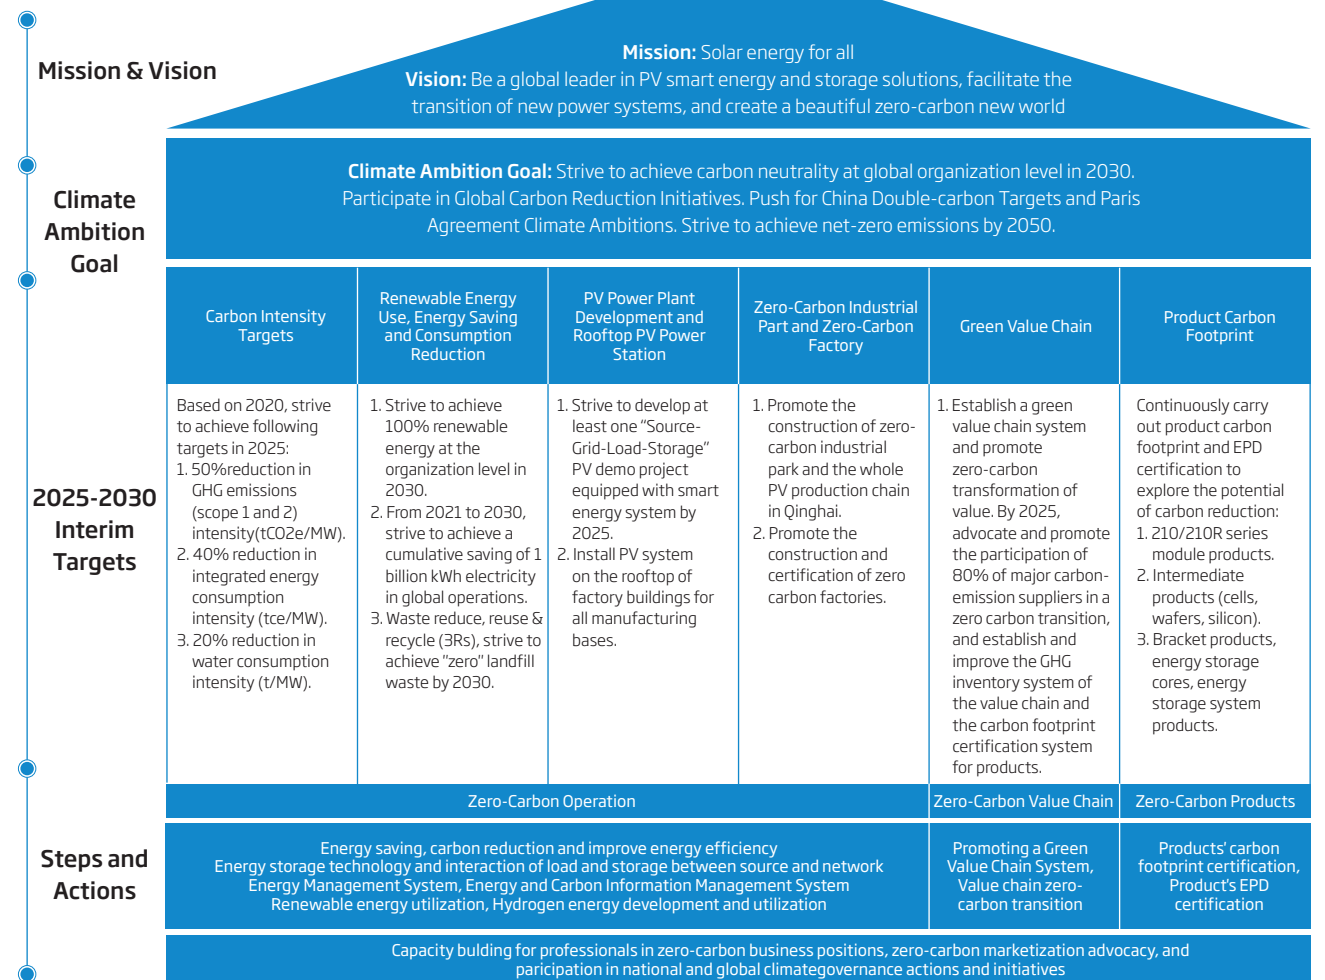 Mission & Vision
Mission: Solar energy for all
Vision: Be a global leader in PV smart energy and storage solutions, facilitate the
transition of new power systems, and create a beautiful zero-carbon new world
Climate
Ambition
Goal
Climate Ambition Goal: Strive to achieve carbon neutrality at global organization level in 2030.
Participate in Global Carbon Reduction Initiatives. Push for China Double-carbon Targets and Paris
Agreement Climate Ambitions. Strive to achieve net-zero emissions by 2050.
2025-2030
Interim
Targets
Carbon Intensity
Targets
Based on 2020, strive
to achieve following
targets in 2025:
1. 50%reduction in
GHG emissions
(scope 1 and 2)
intensity(tCO2e/MW).
2. 40% reduction in
integrated energy
consumption
intensity (tce/MW).
3. 20% reduction in
water consumption
intensity (t/MW).
Renewable Energy
Use, Energy Saving
and Consumption
Reduction
1. Strive to achieve
100% renewable
energy at the
organization level in
2030.
2. From 2021 to 2030,
strive to achieve a
cumulative saving of 1
billion kWh electricity
in global operations.
3. Waste reduce, reuse &
recycle (3Rs), strive to
achieve "zero" landfill
waste by 2030.
PV Power Plant
Development and
Rooftop PV Power
Station
1. Strive to develop at
least one "Source-
Grid-Load-Storage"
PV demo project
equipped with smart
energy system by
2025.
2. Install PV system
on the rooftop of
factory buildings for
all manufacturing
bases.
Zero-Carbon Industrial
Part and Zero-Carbon
Factory
1. Promote the
construction of zero-
carbon industrial
park and the whole
PV production chain
in Qinghai.
2. Promote the
construction and
certification of zero
carbon factories.
Green Value Chain
1. Establish a green
value chain system
and promote
zero-carbon
transformation of
value. By 2025,
advocate and promote
the participation of
80% of major carbon-
emission suppliers in a
zero carbon transition,
and establish and
improve the GHG
inventory system of
the value chain and
the carbon footprint
certification system
for products.
Product Carbon
Footprint
Continuously carry
out product carbon
footprint and EPD
certification to
explore the potential
of carbon reduction:
1. 210/210R series
module products.
2. Intermediate
products (cells,
wafers, silicon).
3. Bracket products,
energy storage
cores, energy
storage system
products.
Zero-Carbon Operation
Zero-Carbon Value Chain
Zero-Carbon Products
Steps and
Actions
Energy saving, carbon reduction and improve energy efficiency
Energy storage technology and interaction of load and storage between source and network
Energy Management System, Energy and Carbon Information Management System
Renewable energy utilization, Hydrogen energy development and utilization
Promoting a Green
Value Chain System,
Value chain zero-
carbon transition
Products' carbon
footprint certification,
Product's EPD
certification
Capacity bulding for professionals in zero-carbon business positions, zero-carbon marketization advocacy, and
paricipation in national and global climategovernance actions and initiatives